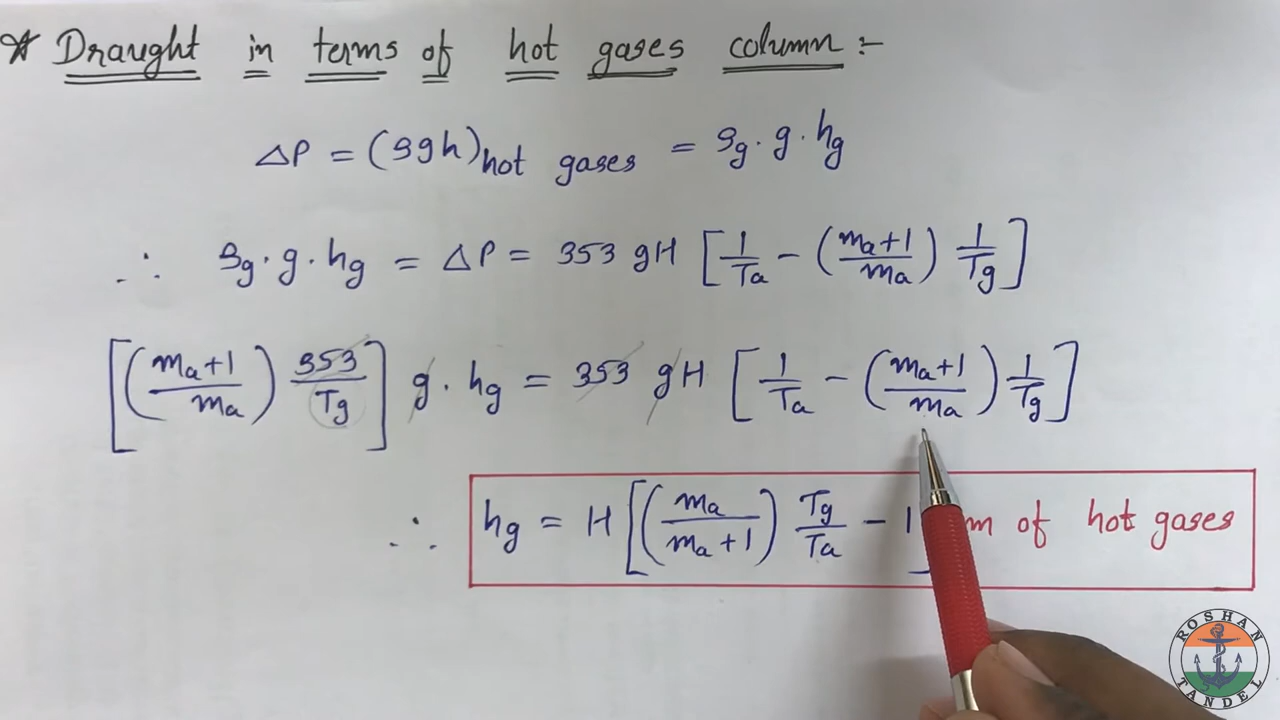 * Draught in terms of hot gases column :-
ΔP = (ρgh)hot gases = ρg · g · hg
∴ ρg · g · hg = ΔP = 353 gH [1/Ta − (ma+1/ma) 1/Tg]
[(ma+1/ma) 353/Tg] g · hg = 353 gH [1/Ta − (ma+1/ma) 1/Tg]
∴ hg = H [(ma/ma+1) Tg/Ta − 1] m of hot gases
ROSHAN
TANDEL